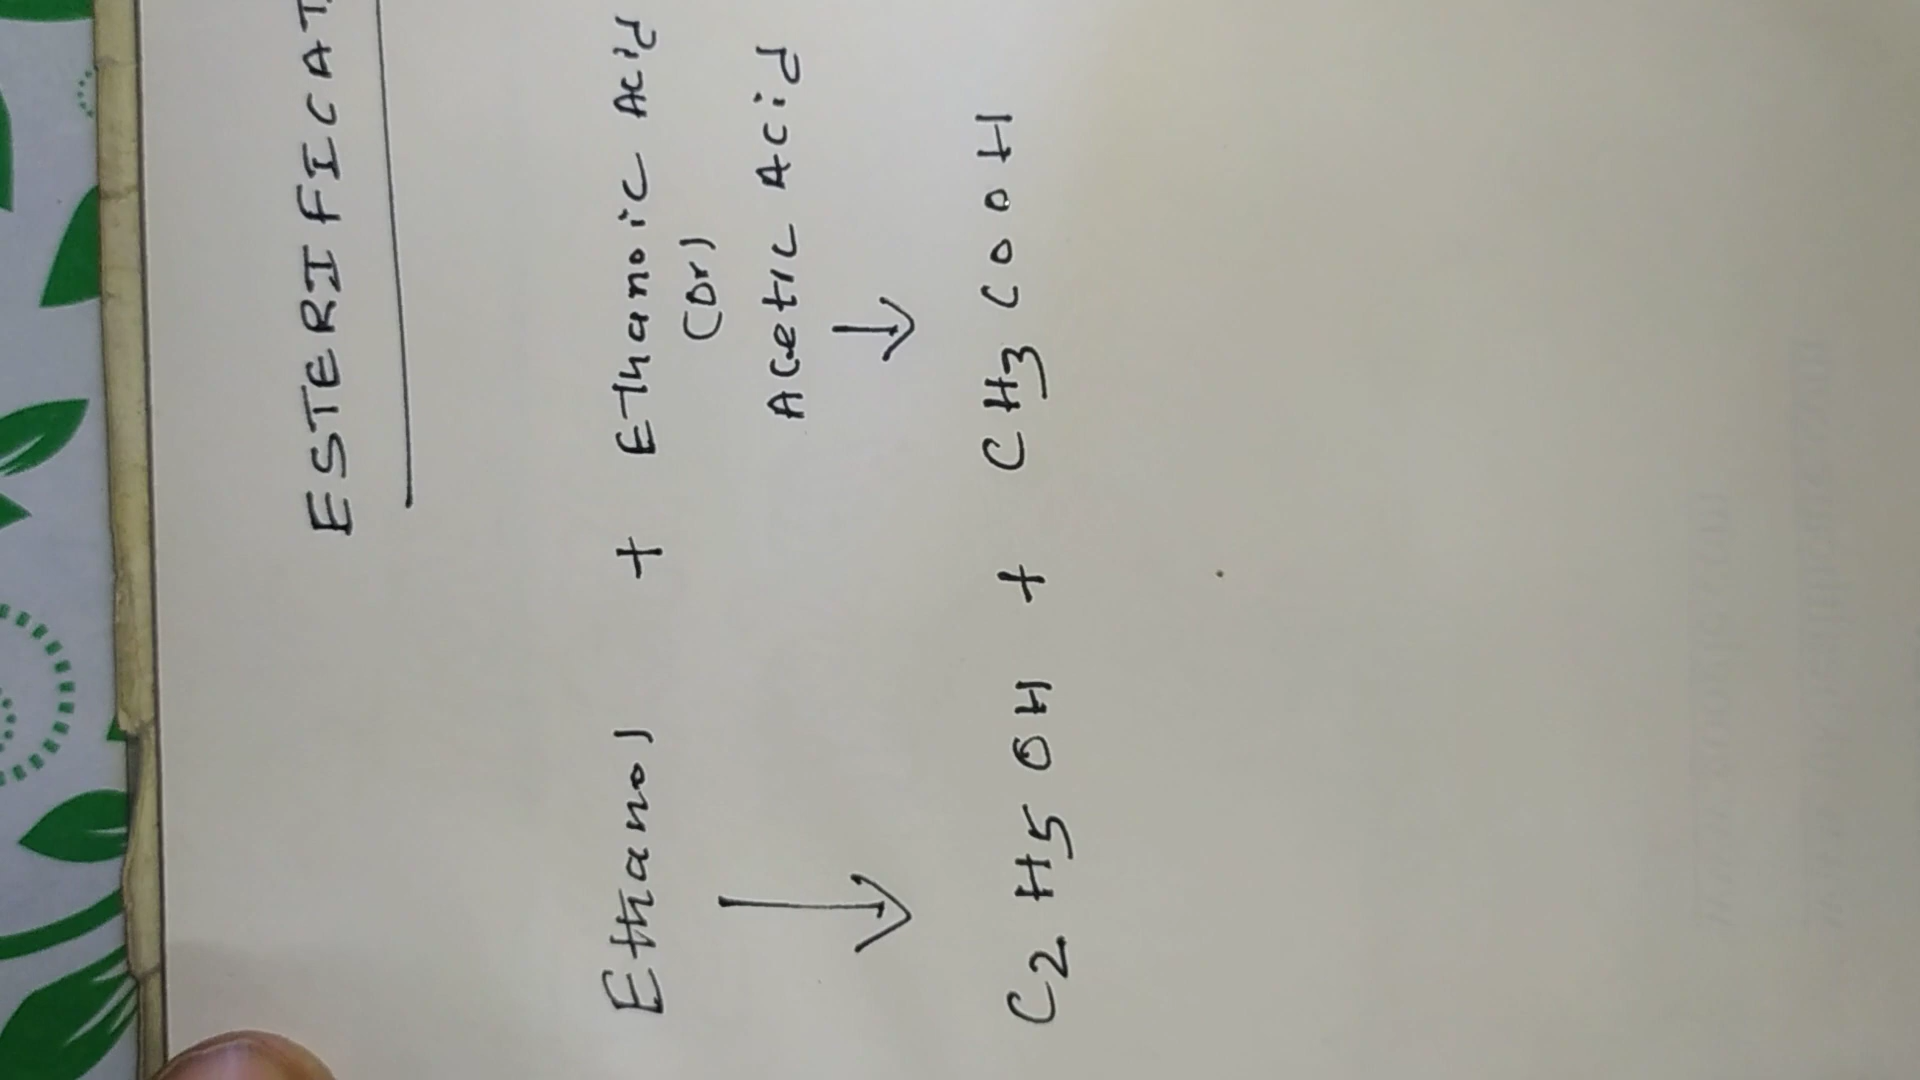 ESTERIFICAT
Ethanol + Ethanoic Acid
(or)
Acetic Acid
C2H5OH + CH3COOH